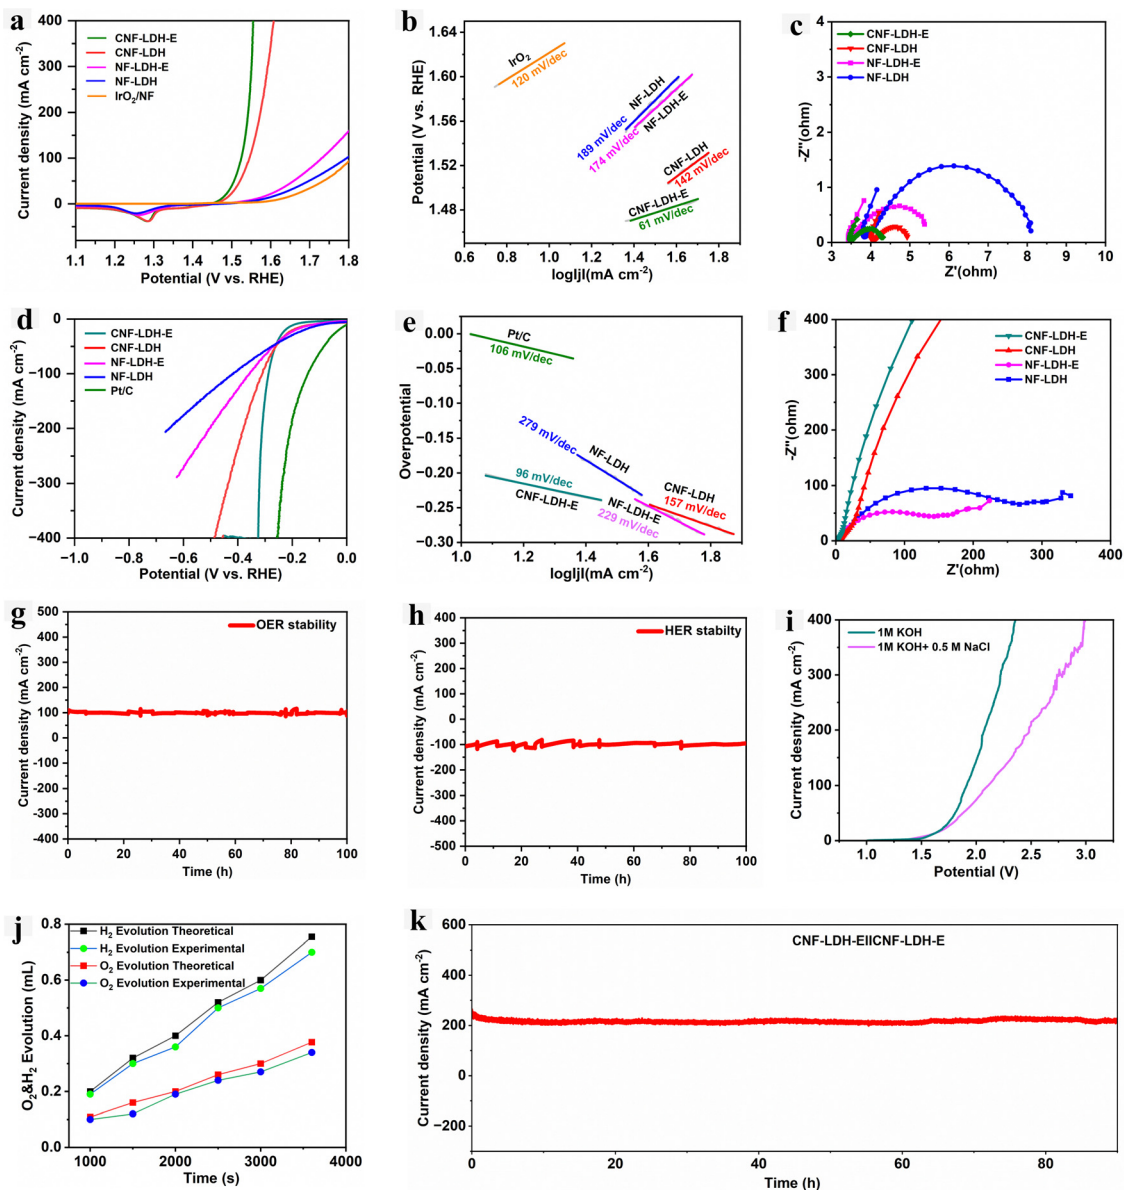 a
400
300
200
100
0
1.1
1.2
1.3
1.4
1.5
1.6
1.7
1.8
Current density (mA cm⁻²)
Potential (V vs. RHE)
CNF-LDH-E
CNF-LDH
NF-LDH-E
NF-LDH
IrO₂/NF
b
1.64
1.60
1.56
1.52
1.48
0.6
0.9
1.2
1.5
1.8
2.1
Potential (V vs. RHE)
logIjI(mA cm⁻²)
IrO₂
120 mV/dec
NF-LDH
189 mV/dec
NF-LDH-E
174 mV/dec
CNF-LDH
142 mV/dec
CNF-LDH-E
61 mV/dec
c
4
3
2
1
0
3
4
5
6
7
8
9
10
-Z''(ohm)
Z'(ohm)
CNF-LDH-E
CNF-LDH
NF-LDH-E
NF-LDH
d
0
−100
−200
−300
−400
−1.0
−0.8
−0.6
−0.4
−0.2
0.0
Current density (mA cm⁻²)
Potential (V vs. RHE)
CNF-LDH-E
CNF-LDH
NF-LDH-E
NF-LDH
Pt/C
e
0.00
−0.05
−0.10
−0.15
−0.20
−0.25
−0.30
1.0
1.2
1.4
1.6
1.8
Overpotential
logIjI(mA cm⁻²)
Pt/C
106 mV/dec
279 mV/dec
NF-LDH
96 mV/dec
CNF-LDH-E
NF-LDH-E
229 mV/dec
CNF-LDH
157 mV/dec
f
400
300
200
100
0
0
100
200
300
400
-Z''(ohm)
Z'(ohm)
CNF-LDH-E
CNF-LDH
NF-LDH-E
NF-LDH
g
500
400
300
200
100
0
-100
-200
-300
-400
0
20
40
60
80
100
Current density (mA cm⁻²)
Time (h)
OER stability
h
400
300
200
100
0
-100
-200
-300
-400
-500
0
20
40
60
80
100
Current density (mA cm⁻²)
Time (h)
HER stabilty
i
400
300
200
100
0
1.0
1.5
2.0
2.5
3.0
Current desnity (mA cm⁻²)
Potential (V)
1M KOH
1M KOH+ 0.5 M NaCl
j
0.8
0.6
0.4
0.2
0.0
1000
2000
3000
4000
O₂&H₂ Evolution (mL)
Time (s)
H₂ Evolution Theoretical
H₂ Evolution Experimental
O₂ Evolution Theoretical
O₂ Evolution Experimental
k
600
400
200
0
−200
0
20
40
60
80
Current density (mA cm⁻²)
Time (h)
CNF-LDH-EIICNF-LDH-E